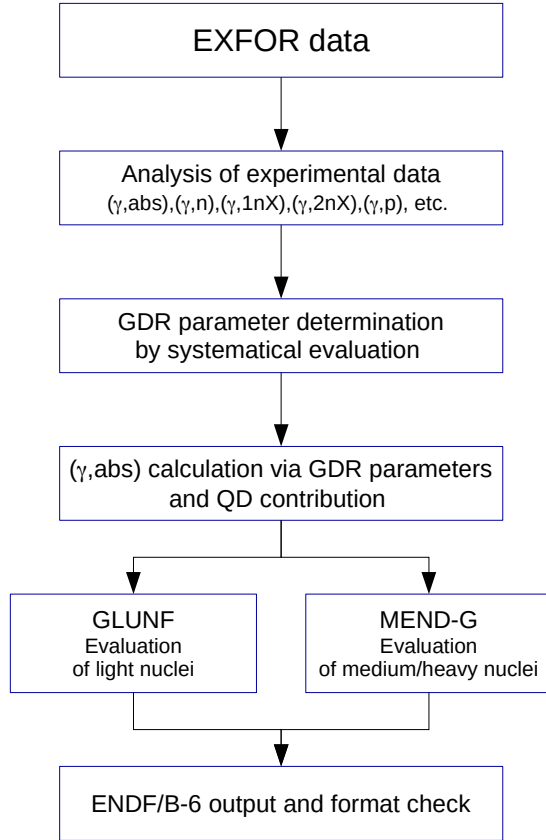 EXFOR data
Analysis of experimental data
(γ,abs),(γ,n),(γ,1nX),(γ,2nX),(γ,p), etc.
GDR parameter determination
by systematical evaluation
(γ,abs) calculation via GDR parameters
and QD contribution
GLUNF
Evaluation
of light nuclei
MEND-G
Evaluation
of medium/heavy nuclei
ENDF/B-6 output and format check